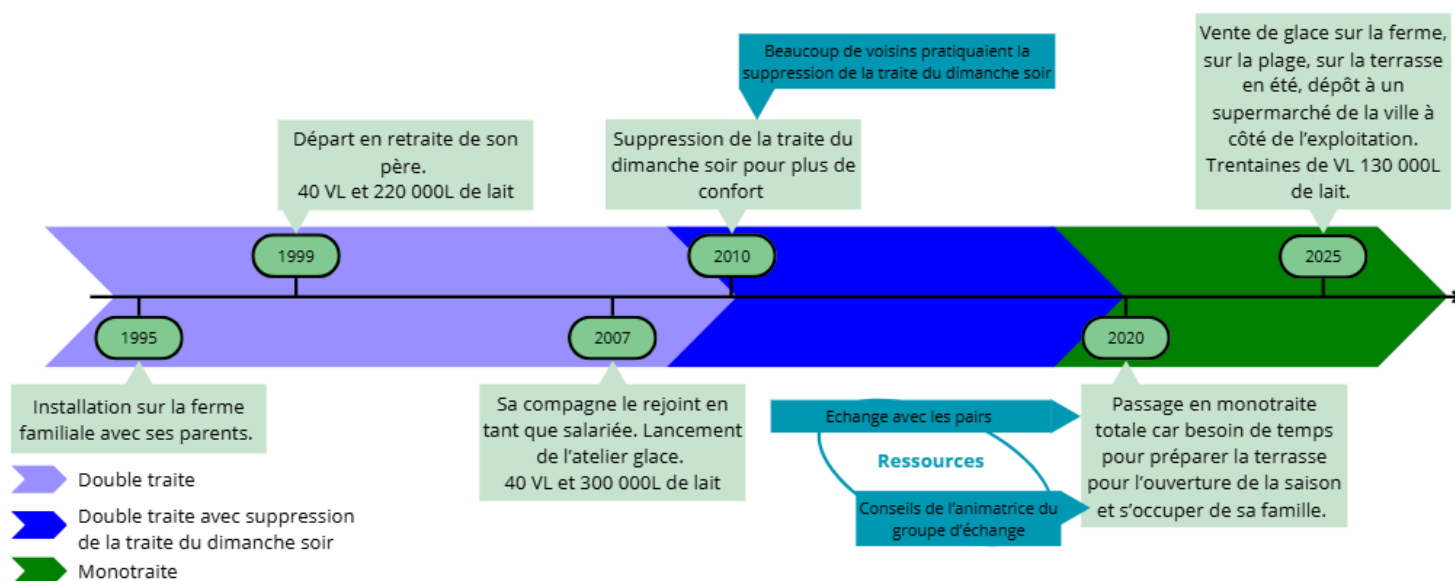 Beaucoup de voisins pratiquaient la
suppression de la traite du dimanche soir
Vente de glace sur la ferme,
sur la plage, sur la terrasse
en été, dépôt à un
supermarché de la ville à
côté de l'exploitation.
Trentaines de VL 130 000L
de lait.
Départ en retraite de son
père.
40 VL et 220 000L de lait
Suppression de la traite du
dimanche soir pour plus de
confort
1999
2010
2025
1995
2007
2020
Installation sur la ferme
familiale avec ses parents.
Sa compagne le rejoint en
tant que salariée. Lancement
de l'atelier glace.
40 VL et 300 000L de lait
Echange avec les pairs
Ressources
Conseils de l'animatrice du
groupe d'échange
Passage en monotraite
totale car besoin de temps
pour préparer la terrasse
pour l'ouverture de la saison
et s'occuper de sa famille.
Double traite
Double traite avec suppression
de la traite du dimanche soir
Monotraite